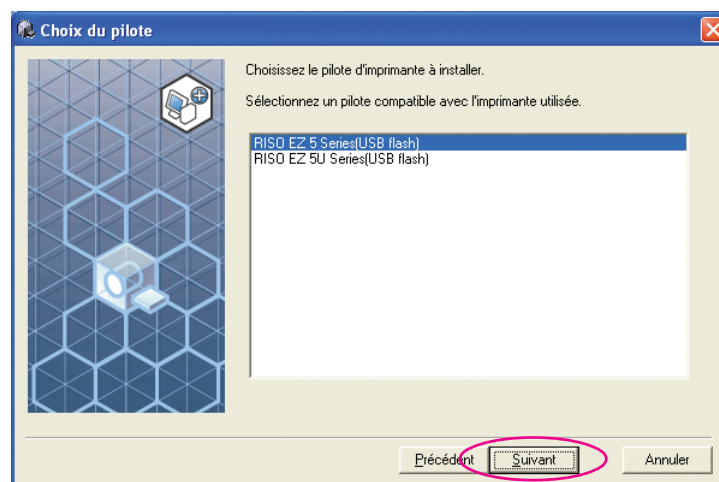 Choix du pilote
Choisissez le pilote d'imprimante à installer.
Sélectionnez un pilote compatible avec l'imprimante utilisée.
RISO EZ 5 Series(USB flash)
RISO EZ 5U Series(USB flash)
Précédent Suivant Annuler